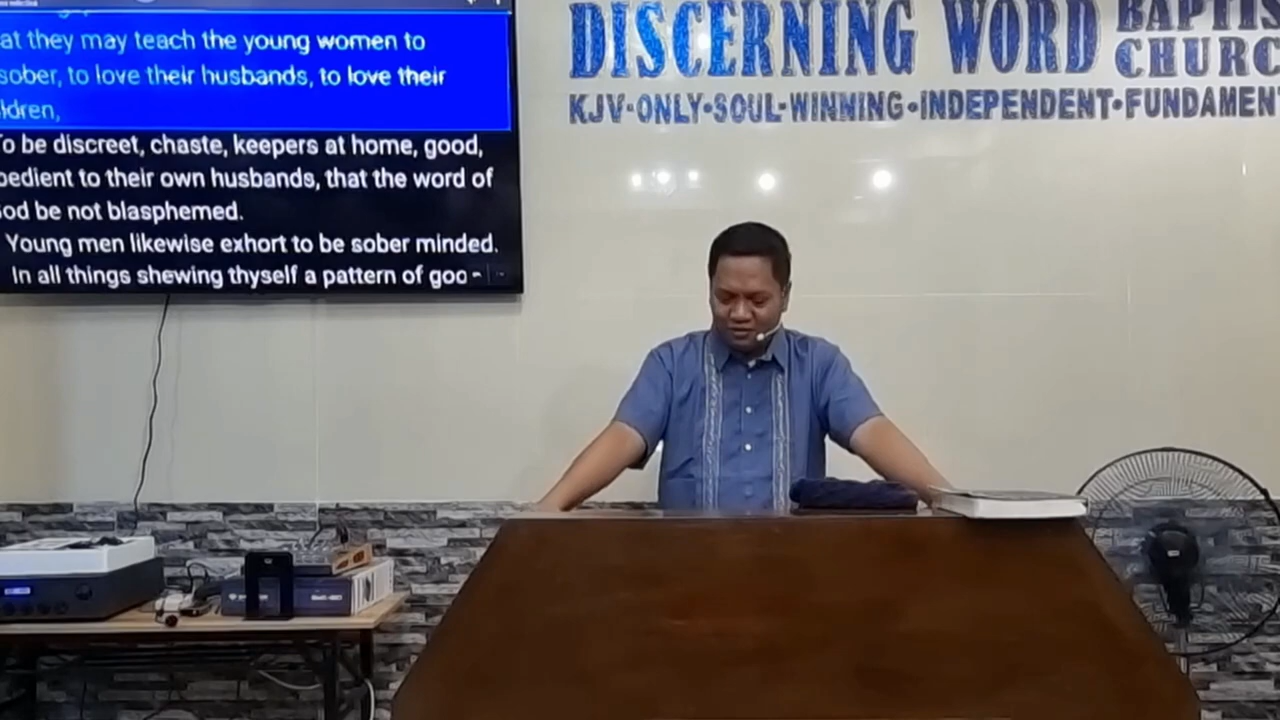 at they may teach the young women to
sober, to love their husbands, to love their
ldren,
To be discreet, chaste, keepers at home, good,
bedient to their own husbands, that the word of
God be not blasphemed.
Young men likewise exhort to be sober minded.
In all things shewing thyself a pattern of goo
DISCERNING WORD
BAPTIS
CHURC
KJV•ONLY•SOUL-WINNING•INDEPENDENT•FUNDAMENT